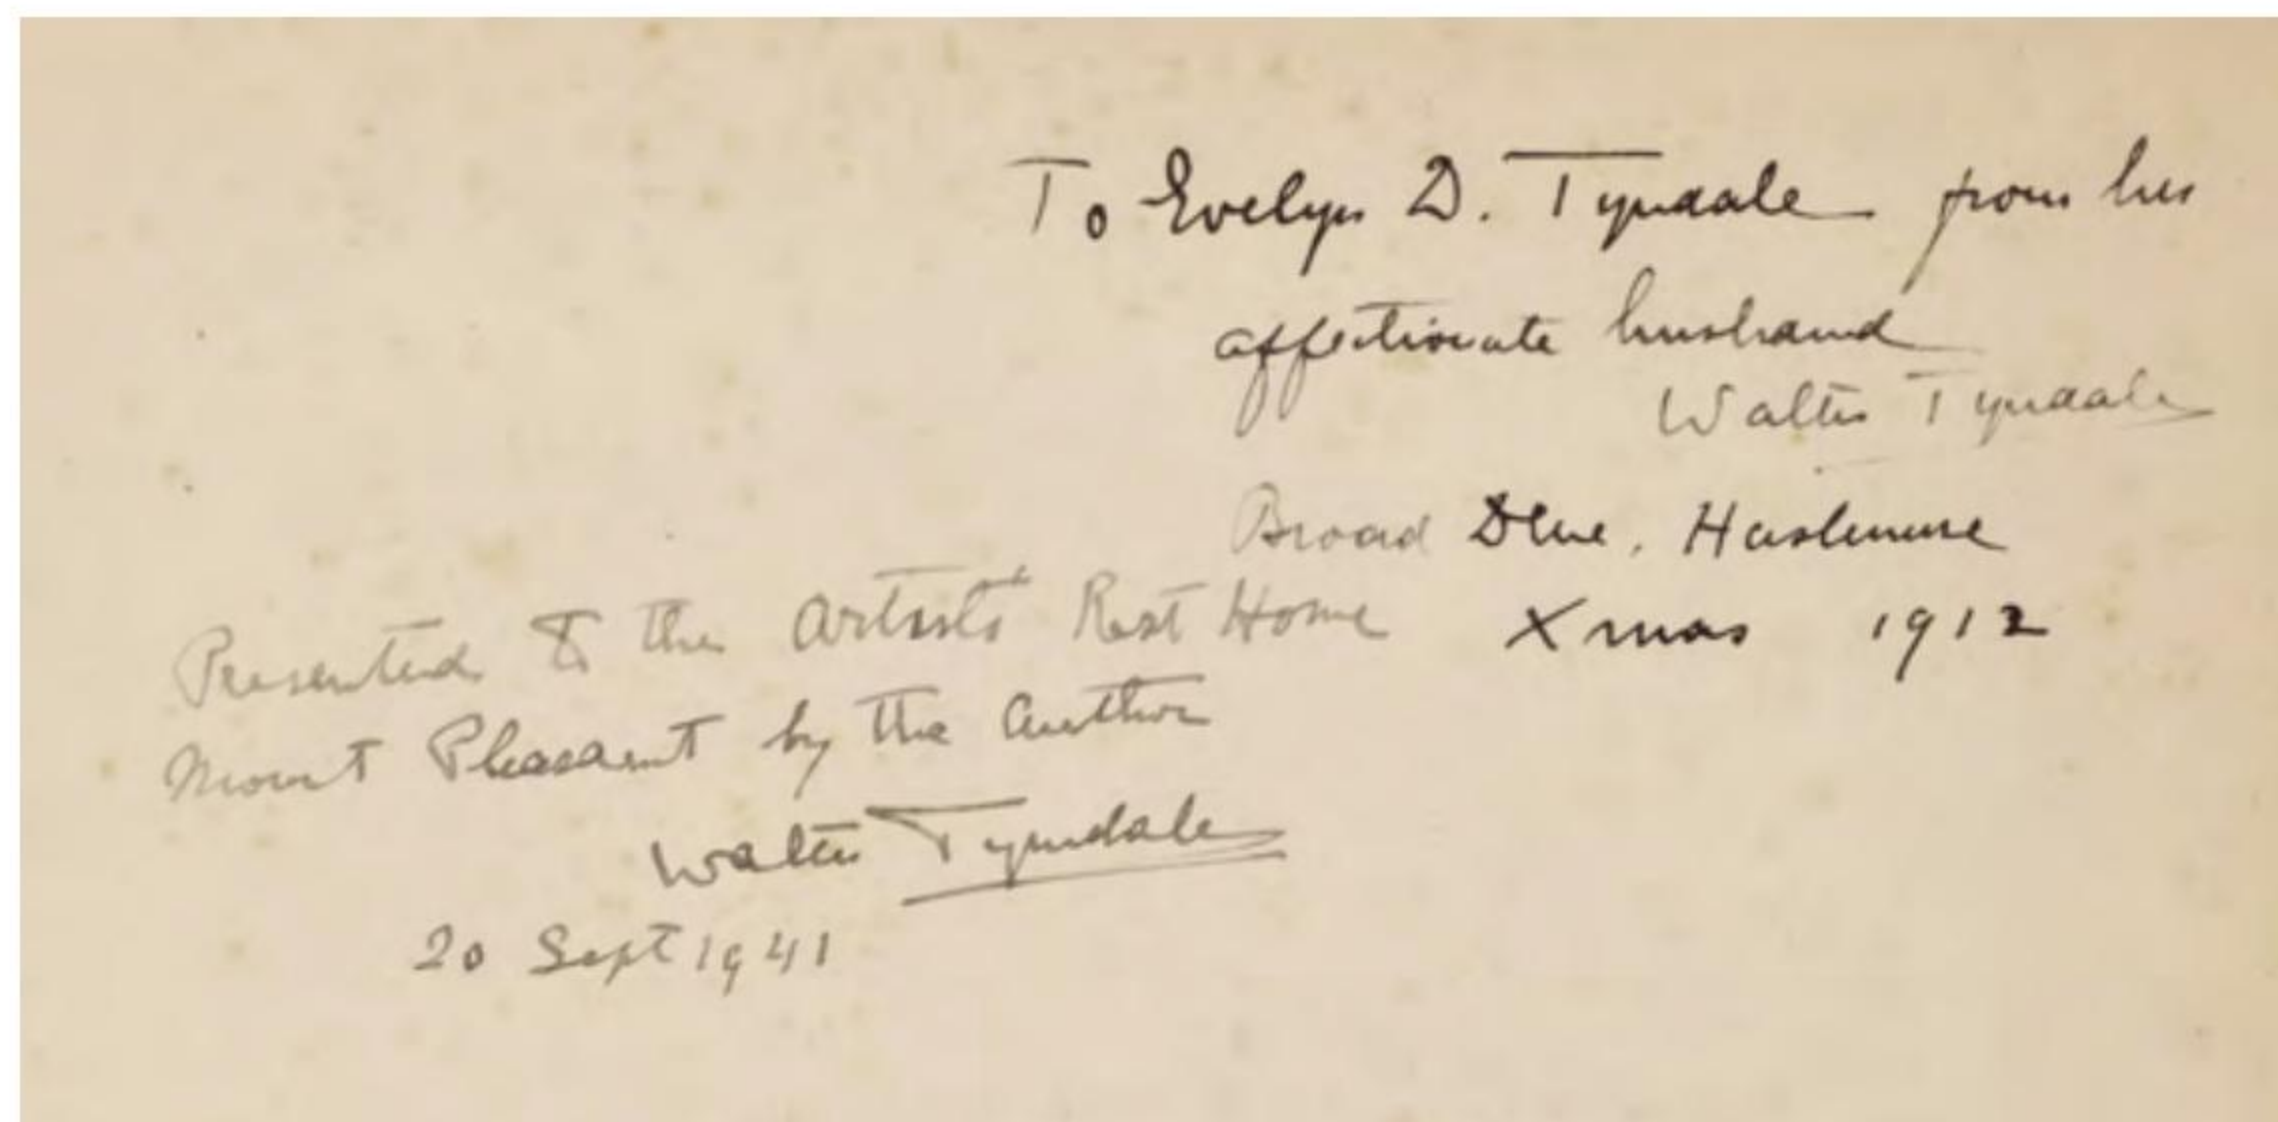 To Evelyn D. Tyndale from her
affectionate husband
Walter Tyndale
Broad Dene, Haslemere
Xmas 1912
Presented to the Artists' Rest Home
Mount Pleasant by the Author
Walter Tyndale
20 Sept 1941